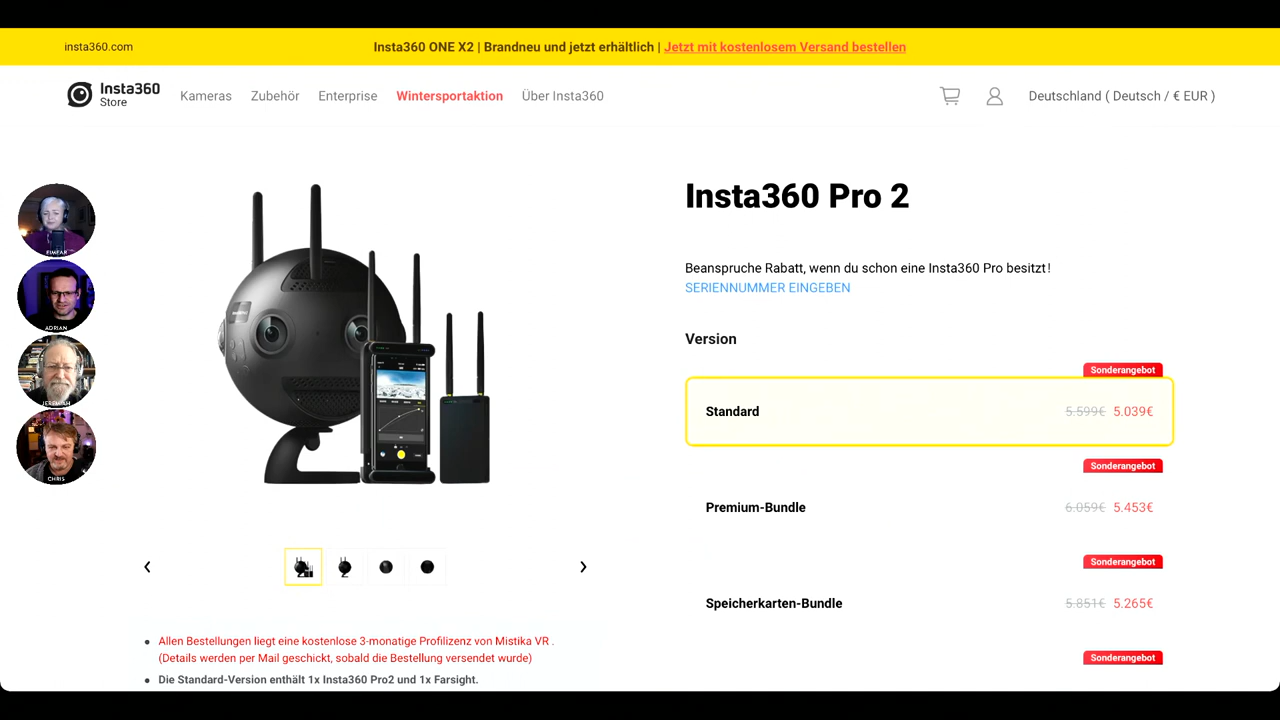 insta360.com
Insta360 ONE X2 | Brandneu und jetzt erhältlich | Jetzt mit kostenlosem Versand bestellen
Insta360
Store
Kameras
Zubehör
Enterprise
Wintersportaktion
Über Insta360
Deutschland ( Deutsch / € EUR )
EIMEAR
ADRIAN
JEREMIAH
CHRIS
Insta360 Pro 2
Beanspruche Rabatt, wenn du schon eine Insta360 Pro besitzt!
SERIENNUMMER EINGEBEN
Version
Sonderangebot
Standard 5.599€ 5.039€
Sonderangebot
Premium-Bundle 6.059€ 5.453€
Sonderangebot
Speicherkarten-Bundle 5.851€ 5.265€
Sonderangebot
Allen Bestellungen liegt eine kostenlose 3-monatige Profilizenz von Mistika VR .
(Details werden per Mail geschickt, sobald die Bestellung versendet wurde)
Die Standard-Version enthält 1x Insta360 Pro2 und 1x Farsight.